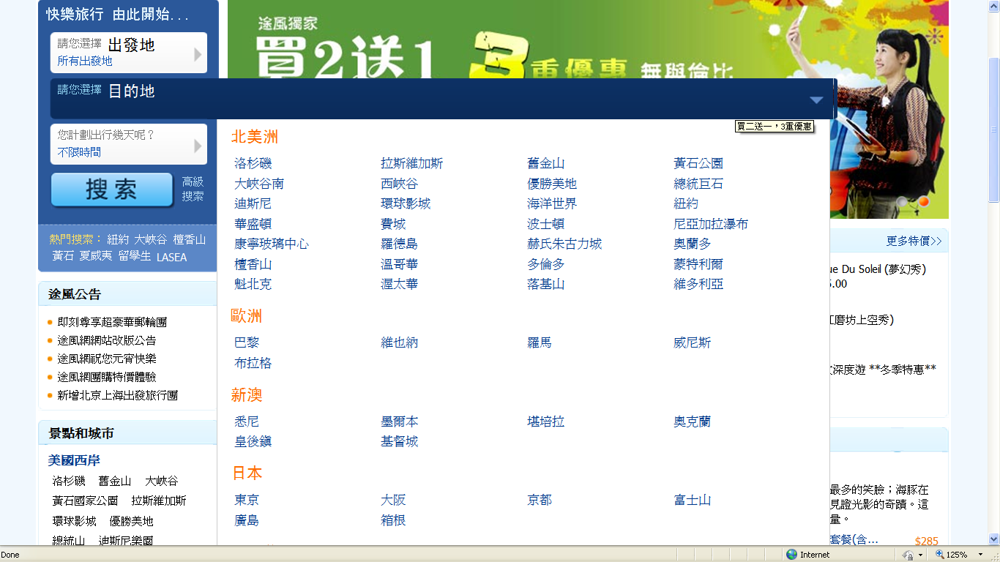 快樂旅行 由此開始...
請您選擇 出發地
所有出發地
請您選擇 目的地
您計劃出行幾天呢？
不限時間
搜索
高級
搜索
熱門搜索： 紐約 大峽谷 檀香山
黃石 夏威夷 留學生 LASEA
途風公告
即刻尊享超豪華郵輪團
途風網網站改版公告
途風網祝您元宵快樂
途風網團購特價體驗
新增北京上海出發旅行團
景點和城市
美國西岸
洛杉磯 舊金山 大峽谷
黃石國家公園 拉斯維加斯
環球影城 優勝美地
總統山 迪斯尼樂園
途風獨家
買2送1 3重優惠 無與倫比
買二送一，3重優惠
北美洲
洛杉磯 拉斯維加斯 舊金山 黃石公園
大峽谷南 西峽谷 優勝美地 總統巨石
迪斯尼 環球影城 海洋世界 紐約
華盛頓 費城 波士頓 尼亞加拉瀑布
康寧玻璃中心 羅德島 赫氏朱古力城 奧蘭多
檀香山 溫哥華 多倫多 蒙特利爾
魁北克 渥太華 落基山 維多利亞
歐洲
巴黎 維也納 羅馬 威尼斯
布拉格
新澳
悉尼 墨爾本 堪培拉 奧克蘭
皇後鎮 基督城
日本
東京 大阪 京都 富士山
廣島 箱根
更多特價>>
ue Du Soleil (夢幻秀)
5.00
工磨坊上空秀)
深度遊 **冬季特惠**
最多的笑臉；海豚在
見證光影的奇蹟。這
量。
套餐(含...
$285
Done
Internet
125%